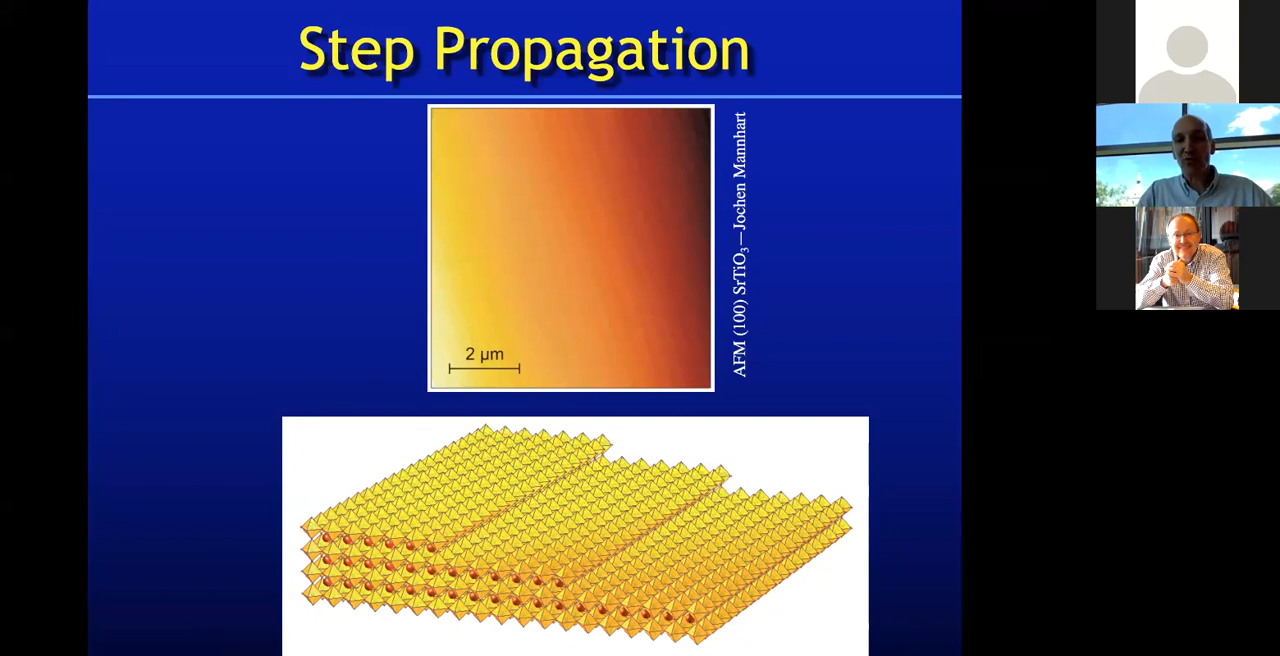 Step Propagation
2 µm
AFM (100) SrTiO₃—Jochen Mannhart